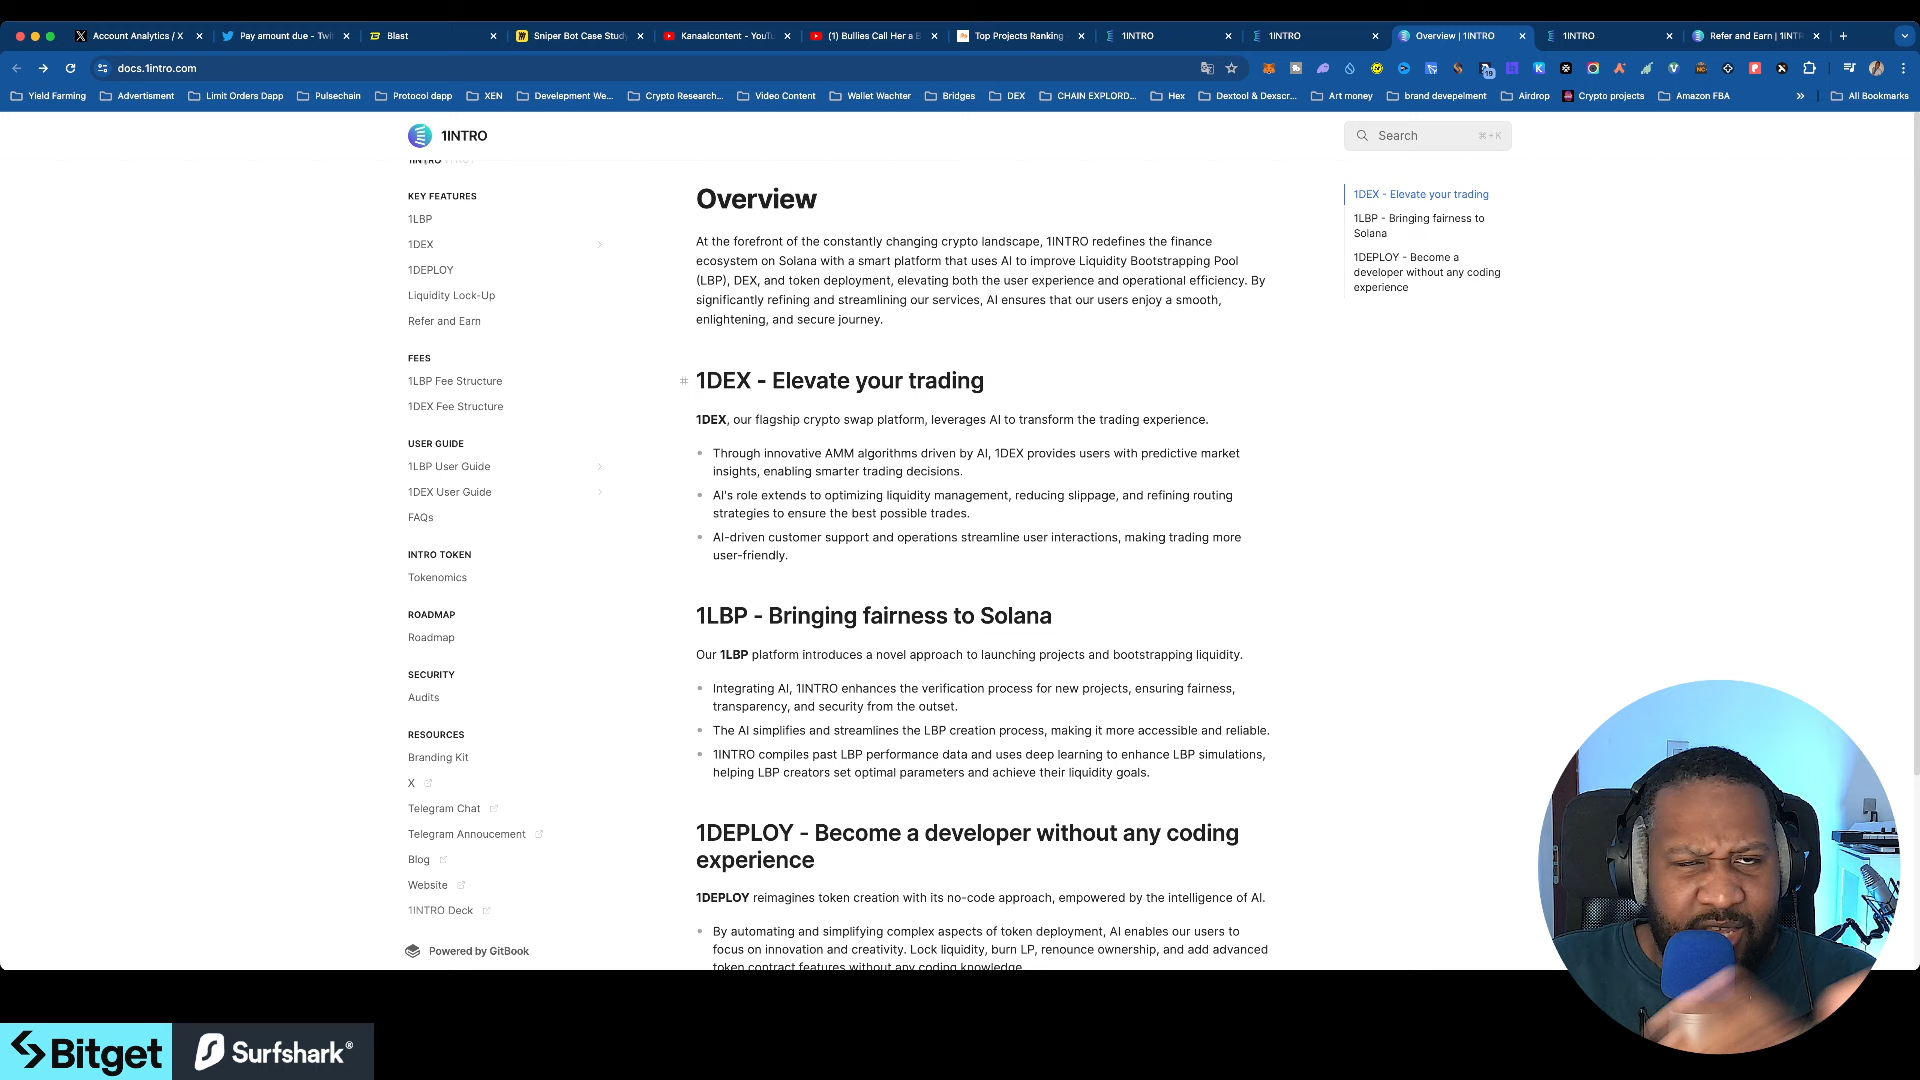 Account Analytics / X
Pay amount due - Twi
Blast
Sniper Bot Case Study
Kanaalcontent - YouTu
(1) Bullies Call Her a B
Top Projects Ranking -
1INTRO
1INTRO
Overview | 1INTRO
1INTRO
Refer and Earn | 1INTR
docs.1intro.com
19
Yield Farming
Advertisment
Limit Orders Dapp
Pulsechain
Protocol dapp
XEN
Develepment We...
Crypto Research...
Video Content
Wallet Wachter
Bridges
DEX
CHAIN EXPLORD...
Hex
Dextool & Dexscr...
Art money
brand devepelment
Airdrop
Crypto projects
Amazon FBA
»
All Bookmarks
1INTRO
Search
⌘+K
KEY FEATURES
1LBP
1DEX
1DEPLOY
Liquidity Lock-Up
Refer and Earn
FEES
1LBP Fee Structure
1DEX Fee Structure
USER GUIDE
1LBP User Guide
1DEX User Guide
FAQs
INTRO TOKEN
Tokenomics
ROADMAP
Roadmap
SECURITY
Audits
RESOURCES
Branding Kit
X
Telegram Chat
Telegram Annoucement
Blog
Website
1INTRO Deck
Powered by GitBook
Overview
At the forefront of the constantly changing crypto landscape, 1INTRO redefines the finance
ecosystem on Solana with a smart platform that uses AI to improve Liquidity Bootstrapping Pool
(LBP), DEX, and token deployment, elevating both the user experience and operational efficiency. By
significantly refining and streamlining our services, AI ensures that our users enjoy a smooth,
enlightening, and secure journey.
# 1DEX - Elevate your trading
1DEX, our flagship crypto swap platform, leverages AI to transform the trading experience.
• Through innovative AMM algorithms driven by AI, 1DEX provides users with predictive market
insights, enabling smarter trading decisions.
• AI's role extends to optimizing liquidity management, reducing slippage, and refining routing
strategies to ensure the best possible trades.
• AI-driven customer support and operations streamline user interactions, making trading more
user-friendly.
1LBP - Bringing fairness to Solana
Our 1LBP platform introduces a novel approach to launching projects and bootstrapping liquidity.
• Integrating AI, 1INTRO enhances the verification process for new projects, ensuring fairness,
transparency, and security from the outset.
• The AI simplifies and streamlines the LBP creation process, making it more accessible and reliable.
• 1INTRO compiles past LBP performance data and uses deep learning to enhance LBP simulations,
helping LBP creators set optimal parameters and achieve their liquidity goals.
1DEPLOY - Become a developer without any coding
experience
1DEPLOY reimagines token creation with its no-code approach, empowered by the intelligence of AI.
• By automating and simplifying complex aspects of token deployment, AI enables our users to
focus on innovation and creativity. Lock liquidity, burn LP, renounce ownership, and add advanced
token contract features without any coding knowledge.
1DEX - Elevate your trading
1LBP - Bringing fairness to
Solana
1DEPLOY - Become a
developer without any coding
experience
Bitget
Surfshark®